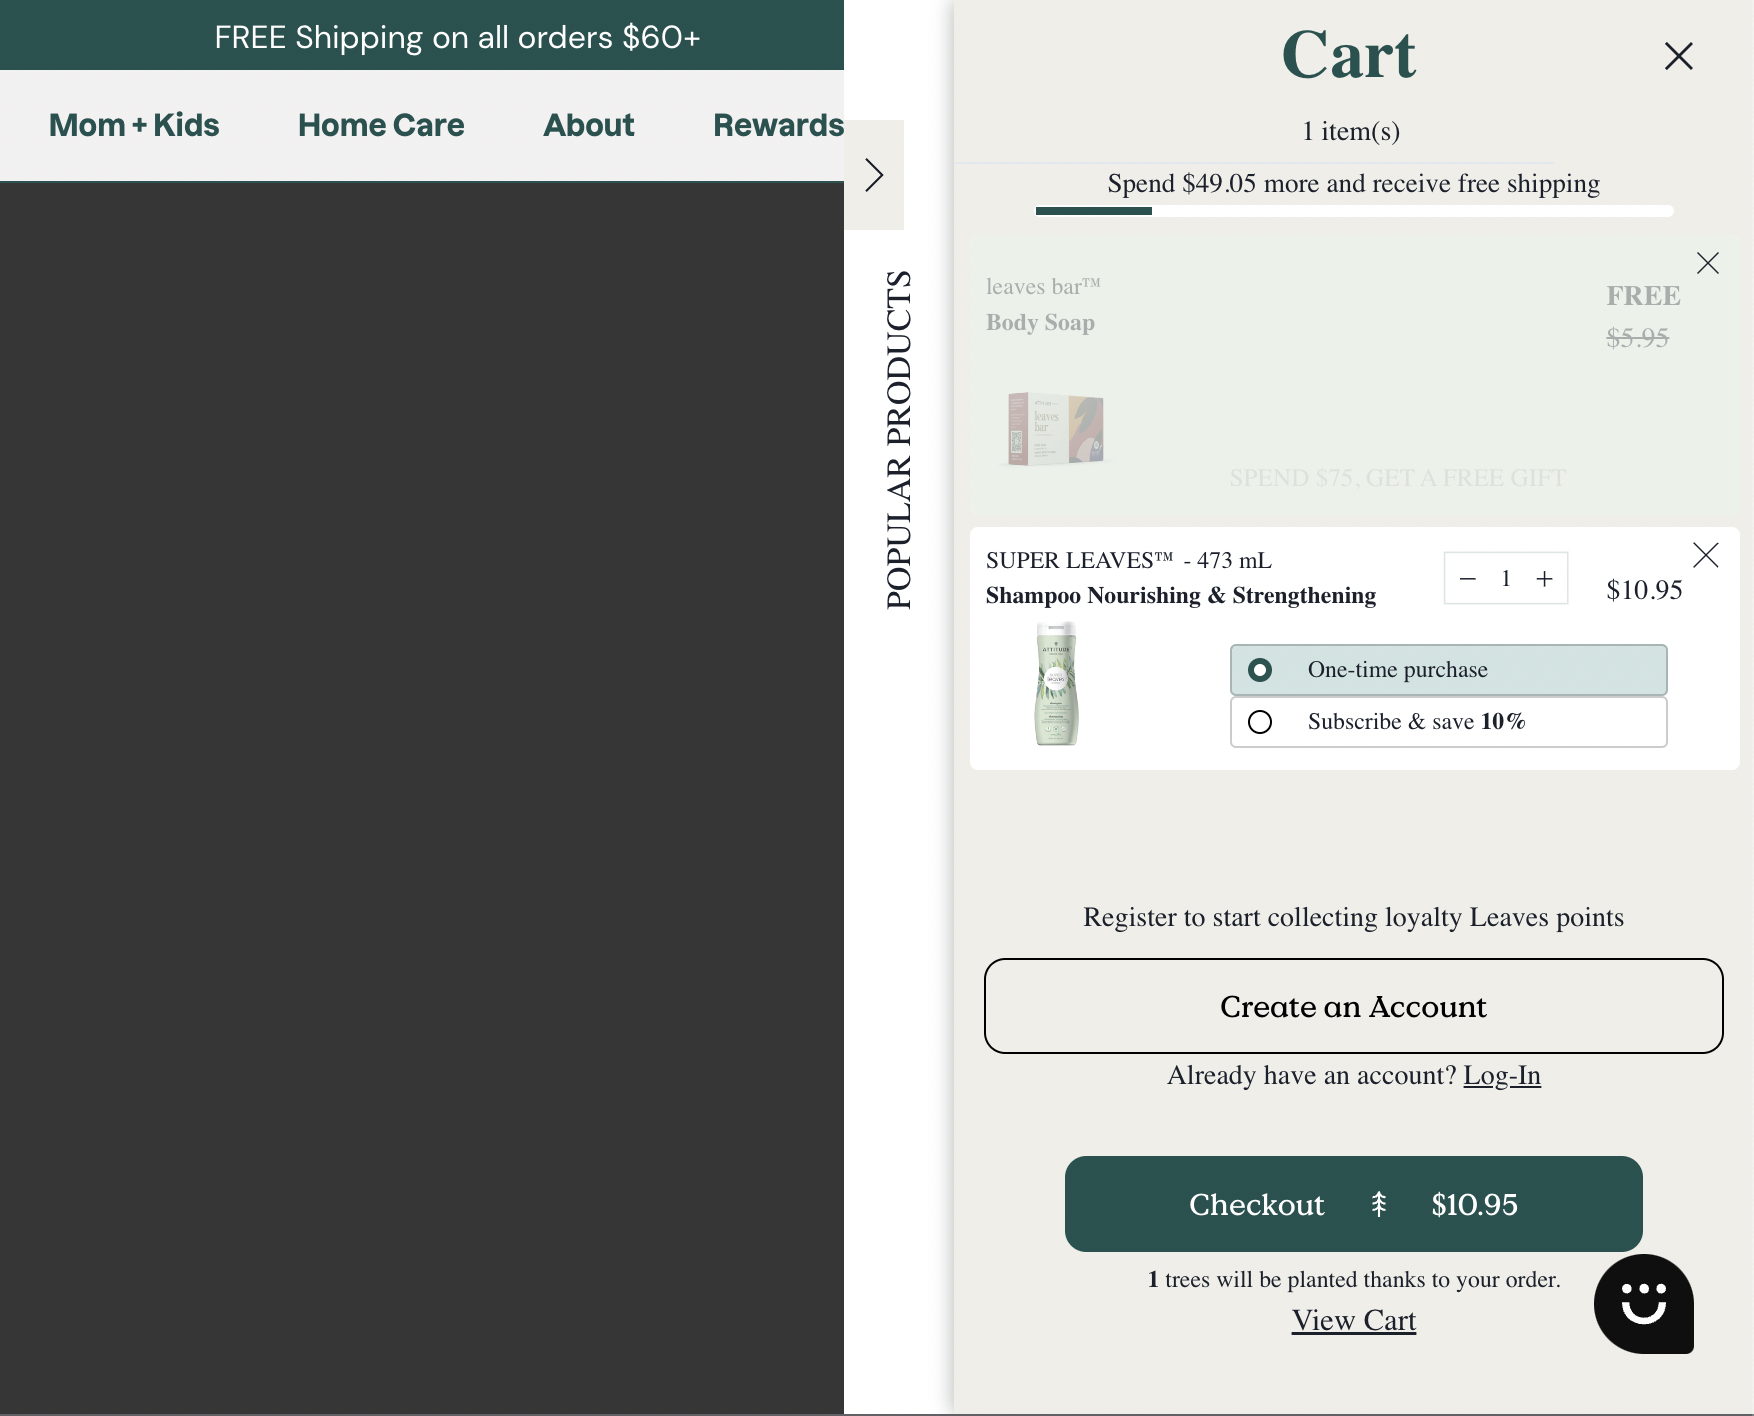 FREE Shipping on all orders $60+
Mom + Kids
Home Care
About
Rewards
POPULAR PRODUCTS
Cart
1 item(s)
Spend $49.05 more and receive free shipping
leaves bar™
Body Soap
FREE
$5.95
leaves
bar
SPEND $75, GET A FREE GIFT
SUPER LEAVES™ - 473 mL
Shampoo Nourishing & Strengthening
− 1 +
$10.95
ATTITUDE
One-time purchase
Subscribe & save 10%
Register to start collecting loyalty Leaves points
Create an Account
Already have an account? Log-In
Checkout $10.95
1 trees will be planted thanks to your order.
View Cart